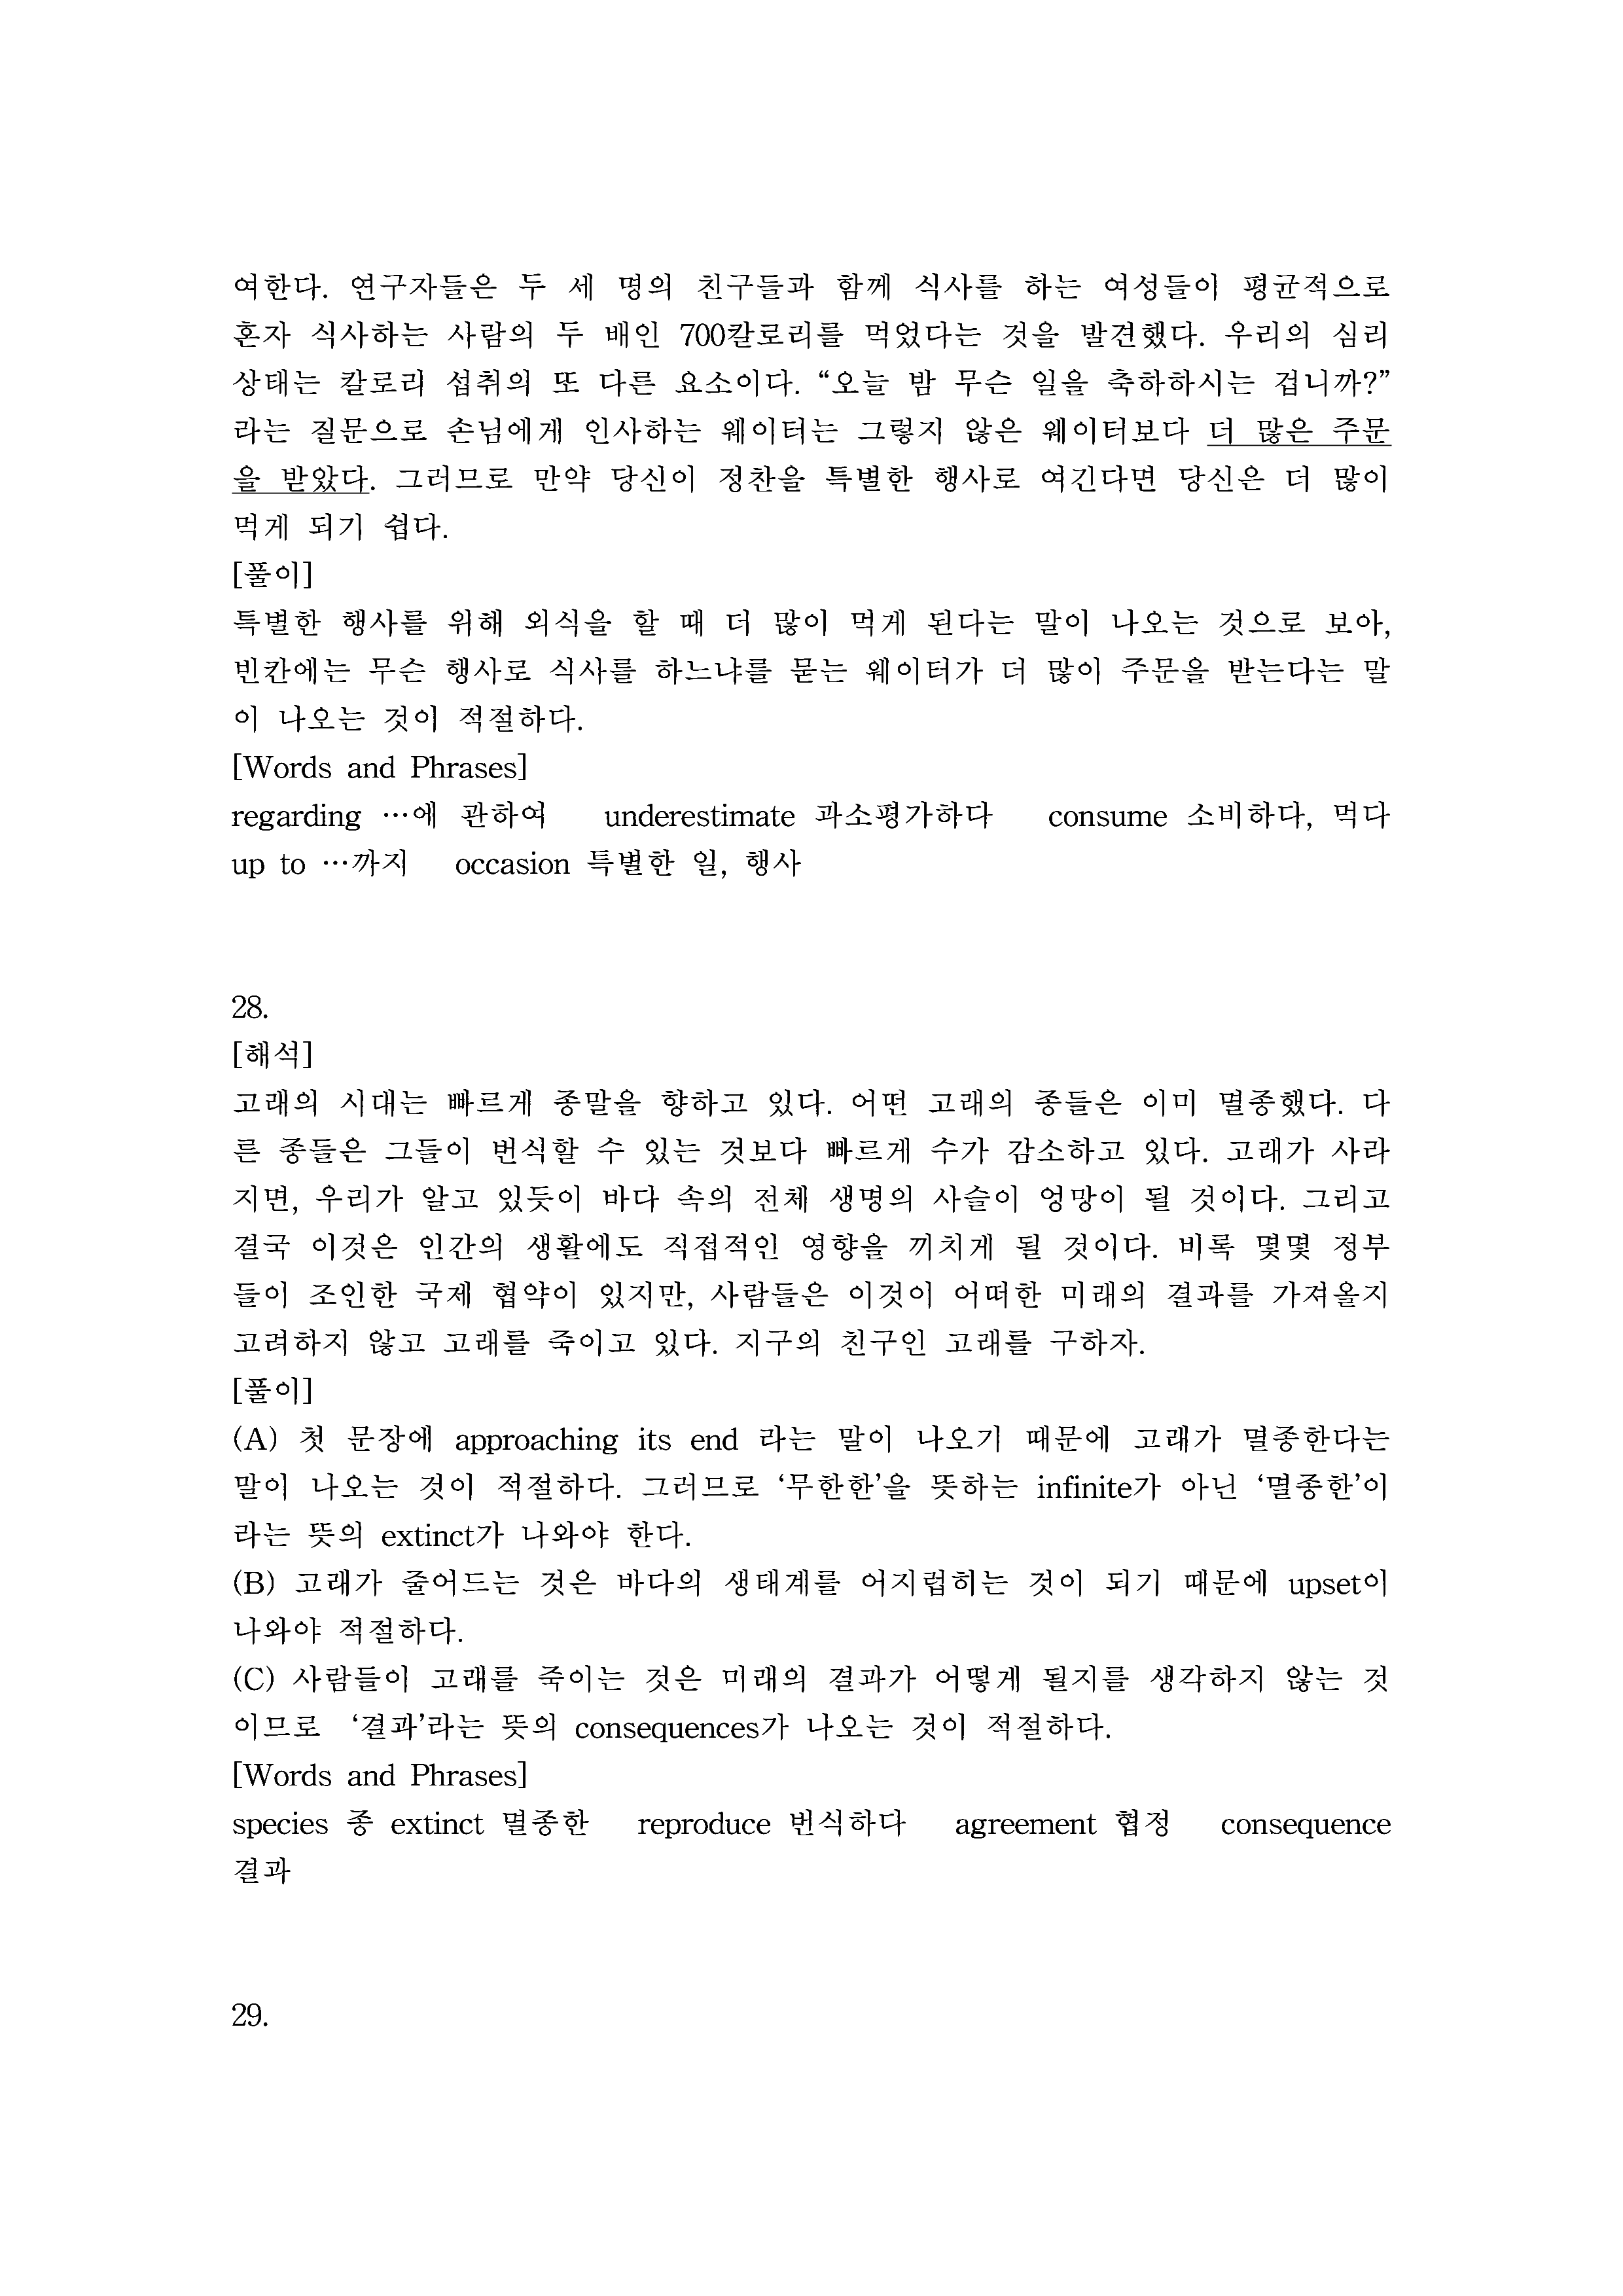 여한다. 연구자들은 두 세 명의 친구들과 함께 식사를 하는 여성들이 평균적으로
혼자 식사하는 사람의 두 배인 700칼로리를 먹었다는 것을 발견했다. 우리의 심리
상태는 칼로리 섭취의 또 다른 요소이다. “오늘 밤 무슨 일을 축하하시는 겁니까?”
라는 질문으로 손님에게 인사하는 웨이터는 그렇지 않은 웨이터보다 더 많은 주문
을 받았다. 그러므로 만약 당신이 정찬을 특별한 행사로 여긴다면 당신은 더 많이
먹게 되기 쉽다.
[풀이]
특별한 행사를 위해 외식을 할 때 더 많이 먹게 된다는 말이 나오는 것으로 보아,
빈칸에는 무슨 행사로 식사를 하느냐를 묻는 웨이터가 더 많이 주문을 받는다는 말
이 나오는 것이 적절하다.
[Words and Phrases]
regarding …에 관하여 underestimate 과소평가하다 consume 소비하다, 먹다
up to …까지 occasion 특별한 일, 행사
28.
[해석]
고래의 시대는 빠르게 종말을 향하고 있다. 어떤 고래의 종들은 이미 멸종했다. 다
른 종들은 그들이 번식할 수 있는 것보다 빠르게 수가 감소하고 있다. 고래가 사라
지면, 우리가 알고 있듯이 바다 속의 전체 생명의 사슬이 엉망이 될 것이다. 그리고
결국 이것은 인간의 생활에도 직접적인 영향을 끼치게 될 것이다. 비록 몇몇 정부
들이 조인한 국제 협약이 있지만, 사람들은 이것이 어떠한 미래의 결과를 가져올지
고려하지 않고 고래를 죽이고 있다. 지구의 친구인 고래를 구하자.
[풀이]
(A) 첫 문장에 approaching its end 라는 말이 나오기 때문에 고래가 멸종한다는
말이 나오는 것이 적절하다. 그러므로 ‘무한한’을 뜻하는 infinite가 아닌 ‘멸종한’이
라는 뜻의 extinct가 나와야 한다.
(B) 고래가 줄어드는 것은 바다의 생태계를 어지럽히는 것이 되기 때문에 upset이
나와야 적절하다.
(C) 사람들이 고래를 죽이는 것은 미래의 결과가 어떻게 될지를 생각하지 않는 것
이므로 ‘결과’라는 뜻의 consequences가 나오는 것이 적절하다.
[Words and Phrases]
species 종 extinct 멸종한 reproduce 번식하다 agreement 협정 consequence
결과
29.